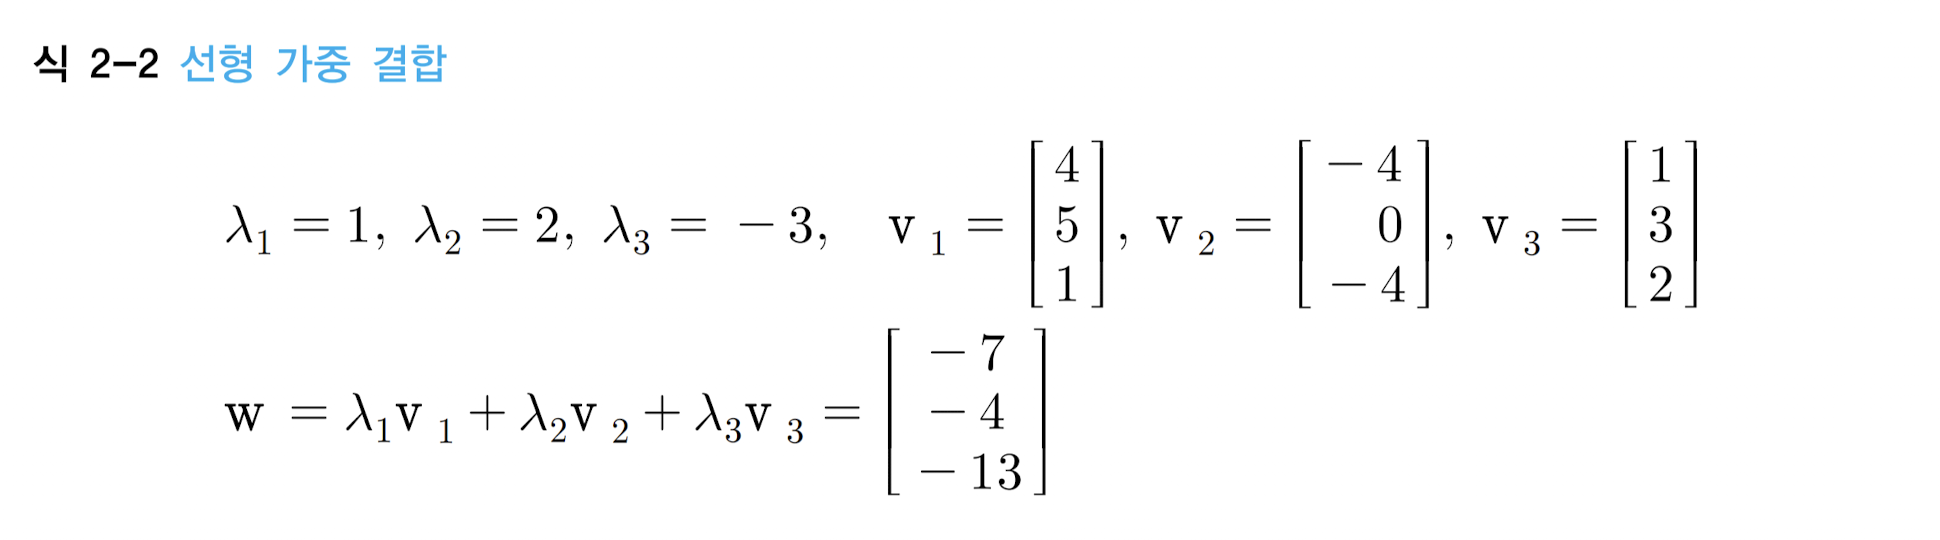 식 2-2 선형 가중 결합
λ₁ = 1, λ₂ = 2, λ₃ = −3, v₁ = [4 5 1], v₂ = [−4 0 −4], v₃ = [1 3 2]
w = λ₁v₁ + λ₂v₂ + λ₃v₃ = [−7 −4 −13]